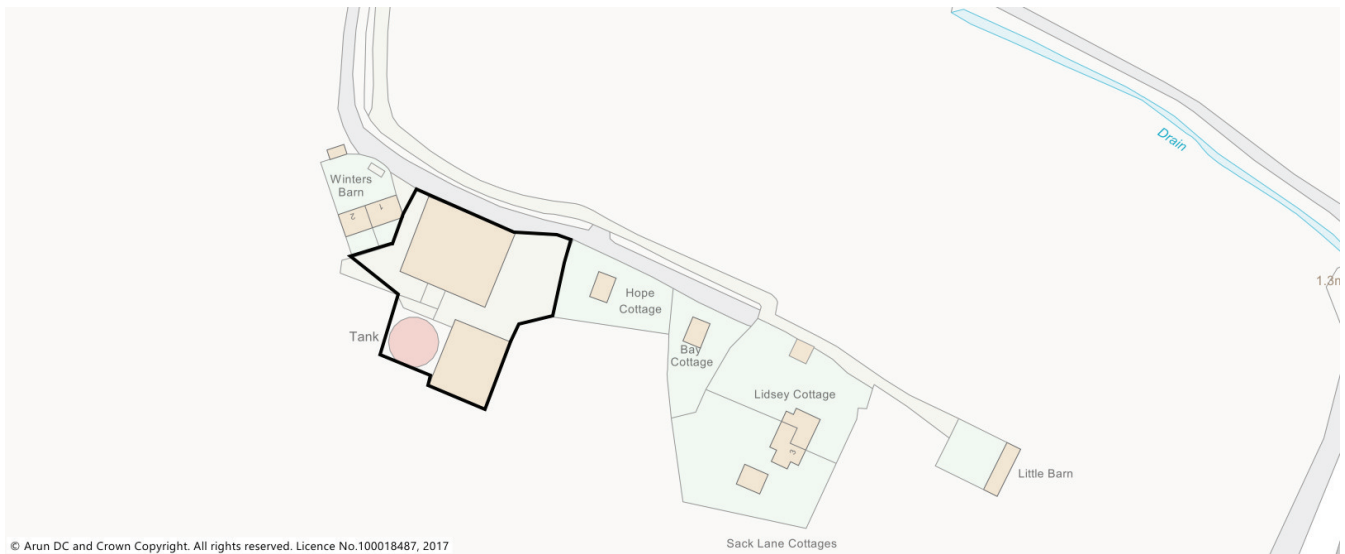 Drain
Winters
Barn
1
2
1.3m
Hope
Cottage
Tank
Bay
Cottage
Lidsey Cottage
3
Little Barn
Sack Lane Cottages
© Arun DC and Crown Copyright. All rights reserved. Licence No.100018487, 2017